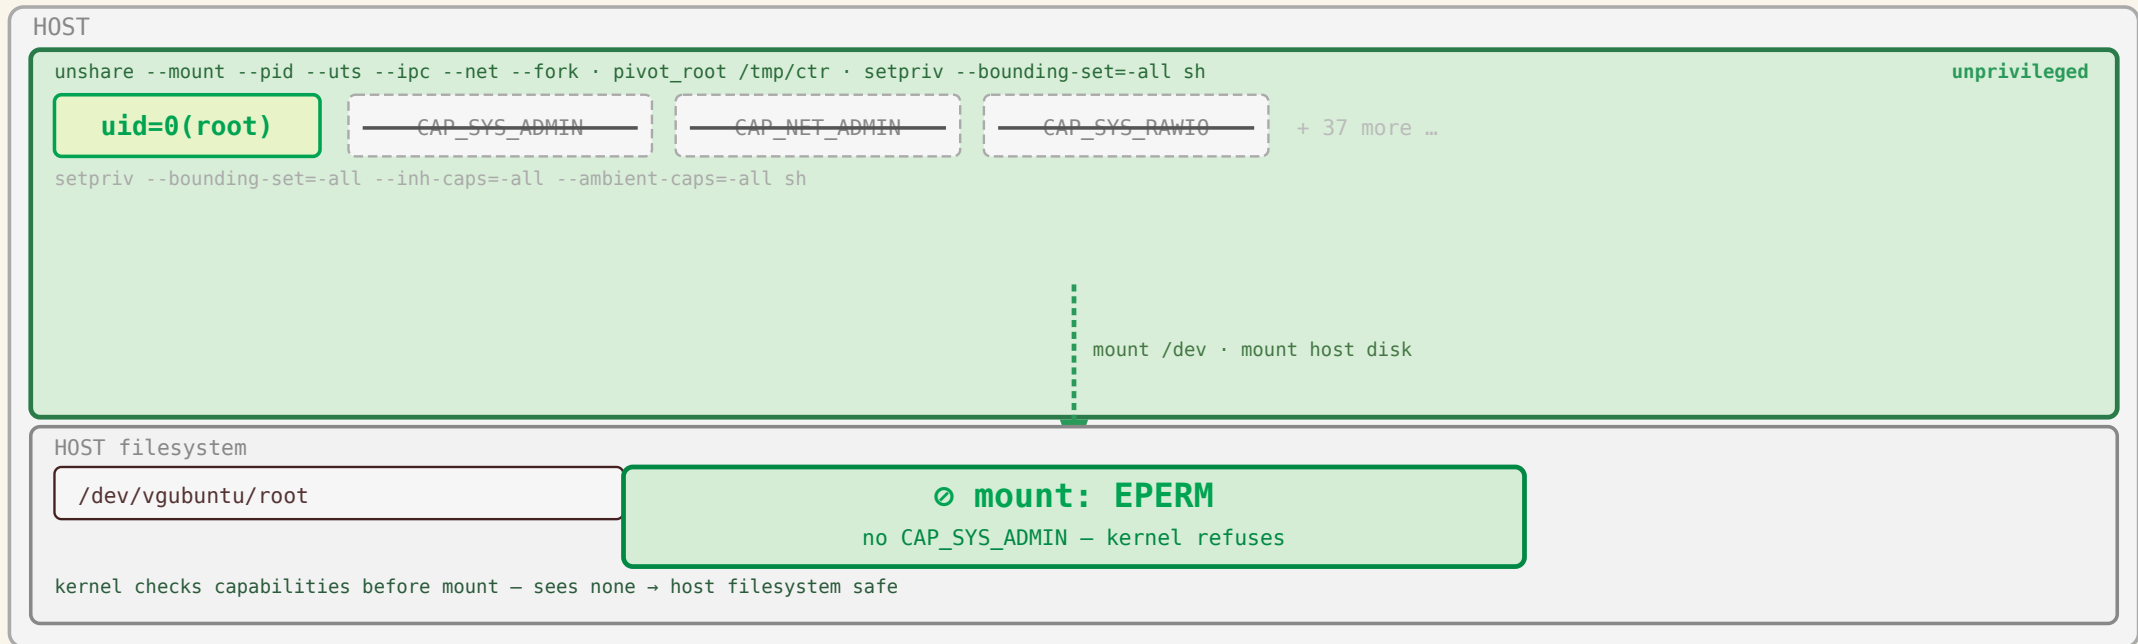 HOST
unshare --mount --pid --uts --ipc --net --fork · pivot_root /tmp/ctr · setpriv --bounding-set=-all sh
unprivileged
uid=0(root)
CAP_SYS_ADMIN
CAP_NET_ADMIN
CAP_SYS_RAWIO
+ 37 more …
setpriv --bounding-set=-all --inh-caps=-all --ambient-caps=-all sh
mount /dev · mount host disk
HOST filesystem
/dev/vgubuntu/root
⊘ mount: EPERM
no CAP_SYS_ADMIN — kernel refuses
kernel checks capabilities before mount — sees none → host filesystem safe